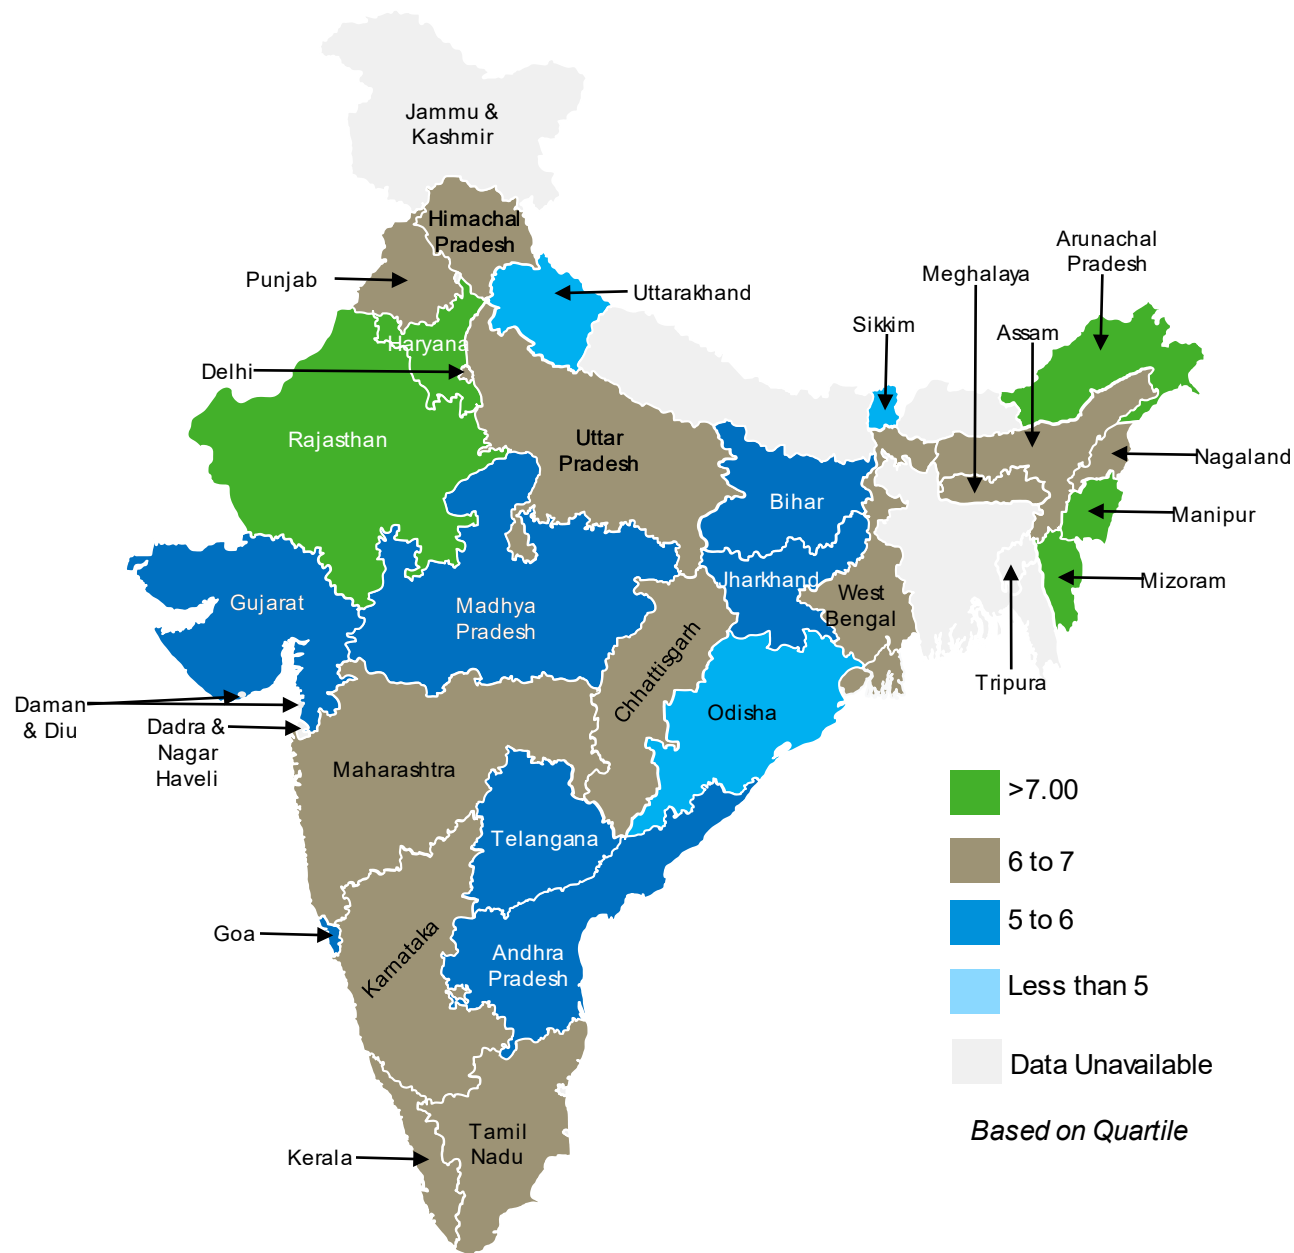 Jammu &
Kashmir
Himachal
Pradesh
Punjab
Uttarakhand
Haryana
Delhi
Rajasthan
Uttar
Pradesh
Arunachal
Pradesh
Meghalaya
Sikkim
Assam
Nagaland
Manipur
Mizoram
Tripura
Bihar
Jharkhand
West
Bengal
Gujarat
Madhya
Pradesh
Chhattisgarh
Odisha
Daman
& Diu
Dadra &
Nagar
Haveli
Maharashtra
Telangana
Goa
Karnataka
Andhra
Pradesh
Kerala
Tamil
Nadu
>7.00
6 to 7
5 to 6
Less than 5
Data Unavailable
Based on Quartile